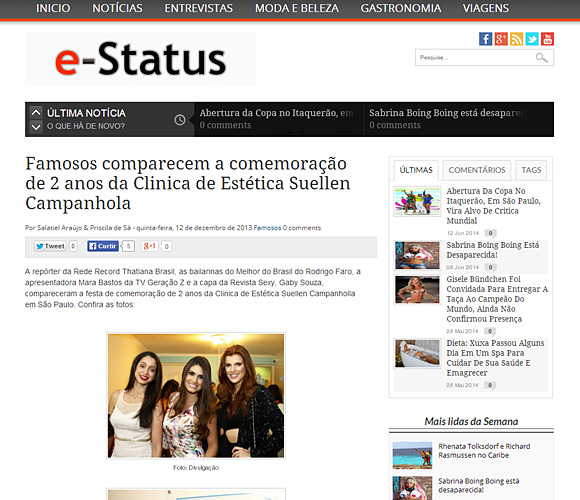 INICIO NOTÍCIAS ENTREVISTAS MODA E BELEZA GASTRONOMIA VIAGENS
e-Status
Pesquise...
ÚLTIMA NOTÍCIA
O QUE HÁ DE NOVO?
Abertura da Copa no Itaquerão, em
0 comments
Sabrina Boing Boing está desaparec
0 comments
Famosos comparecem a comemoração
de 2 anos da Clinica de Estética Suellen
Campanhola
Por Salatiel Araújo & Priscila de Sá - quinta-feira, 12 de dezembro de 2013 Famosos 0 comments
Tweet 0 Curtir 5 +1 0
A repórter da Rede Record Thatiana Brasil, as bailarinas do Melhor do Brasil do Rodrigo Faro, a
apresentadora Mara Bastos da TV Geração Z e a capa da Revista Sexy, Gaby Souza,
compareceram a festa de comemoração de 2 anos da Clinica de Estética Suellen Campanholla
em São Paulo. Confira as fotos:
Foto: Divulgação
ÚLTIMAS COMENTÁRIOS TAGS
Abertura Da Copa No
Itaquerão, Em São Paulo,
Vira Alvo De Critica
Mundial
12 Jun 2014 0
Sabrina Boing Boing Está
Desaparecida!
08 Jun 2014 0
Gisele Bündchen Foi
Convidada Para Entregar A
Taça Ao Campeão Do
Mundo, Ainda Não
Confirmou Presença
28 Mai 2014 0
Dieta: Xuxa Passou Alguns
Dia Em Um Spa Para
Cuidar De Sua Saúde E
Emagrecer
28 Mai 2014 0
Mais lidas da Semana
Rhenata Tolksdorf e Richard
Rasmussen no Caribe
Sabrina Boing Boing está
desaparecida!